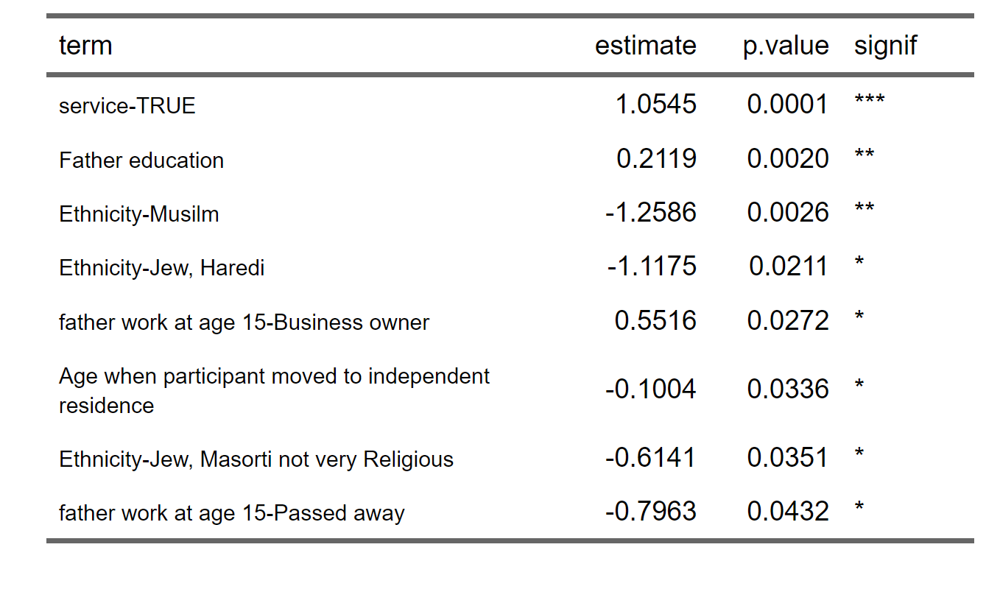 term estimate p.value signif
service-TRUE 1.0545 0.0001 ***
Father education 0.2119 0.0020 **
Ethnicity-Musilm -1.2586 0.0026 **
Ethnicity-Jew, Haredi -1.1175 0.0211 *
father work at age 15-Business owner 0.5516 0.0272 *
Age when participant moved to independent
residence -0.1004 0.0336 *
Ethnicity-Jew, Masorti not very Religious -0.6141 0.0351 *
father work at age 15-Passed away -0.7963 0.0432 *